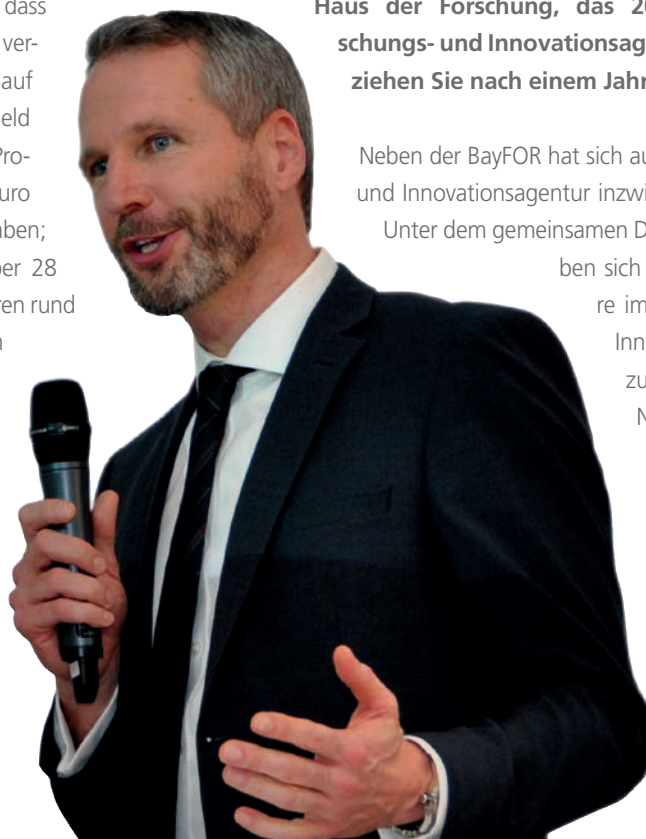 dass
ver-
auf
eld
Pro-
uro
aben;
er 28
ren rund
Haus der Forschung, das 20
schungs- und Innovationsag
ziehen Sie nach einem Jahr
Neben der BayFOR hat sich au
und Innovationsagentur inzwi
Unter dem gemeinsamen D
ben sich
re im
Inn
zu
N